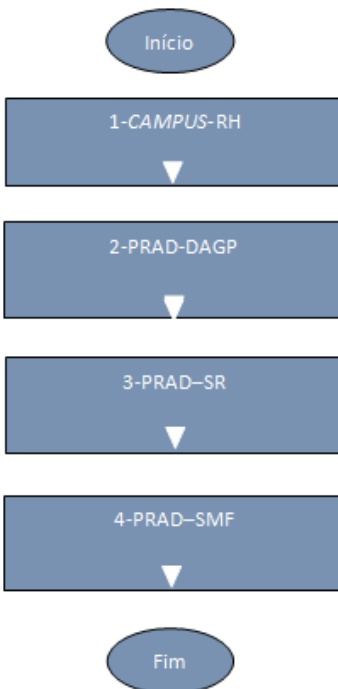 Início
1-CAMPUS-RH
2-PRAD-DAGP
3-PRAD–SR
4-PRAD–SMF
Fim